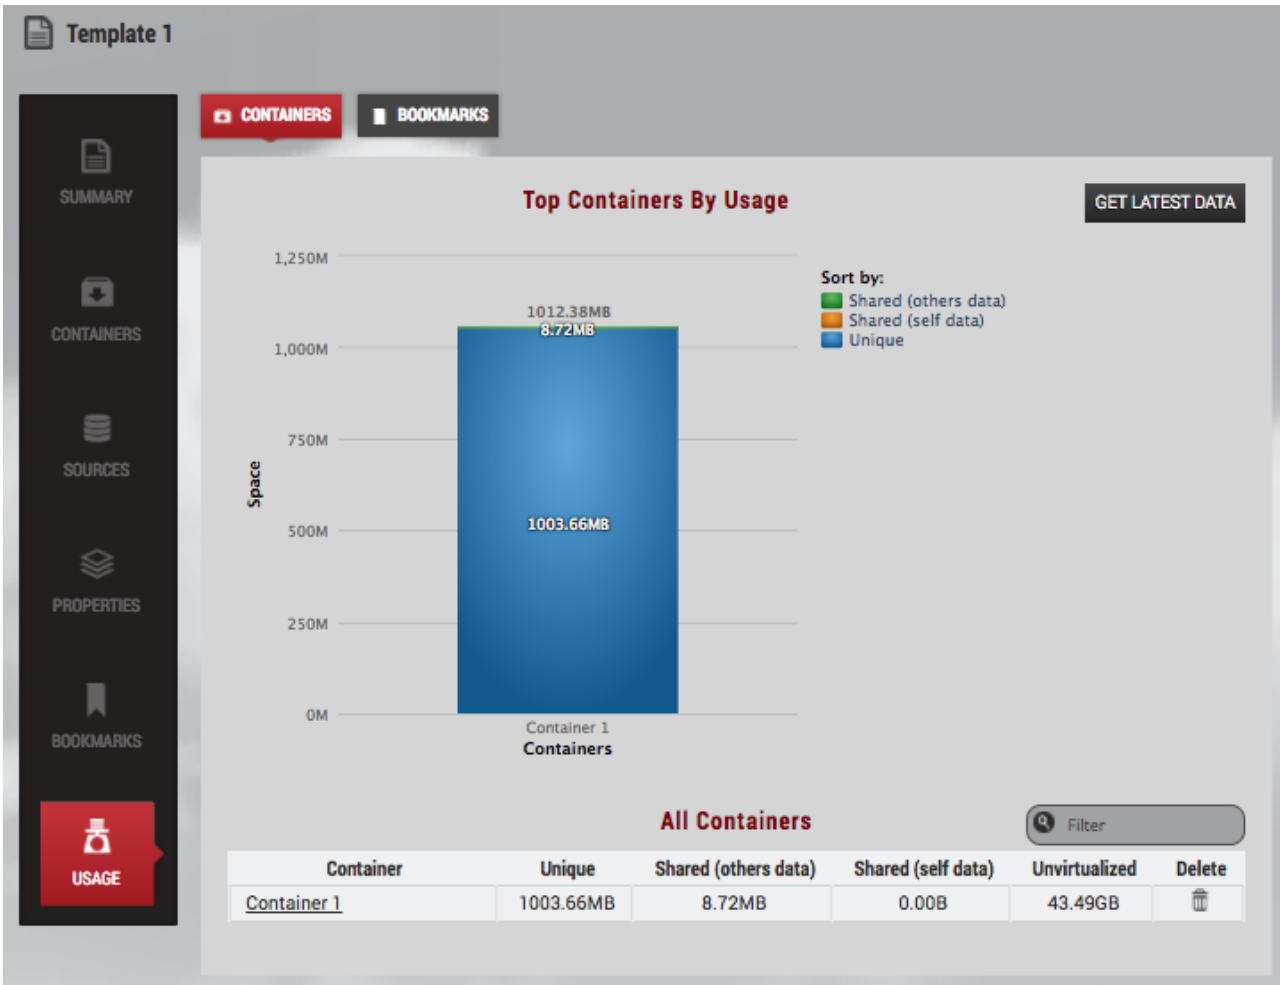 Template 1
CONTAINERS
BOOKMARKS
SUMMARY
CONTAINERS
SOURCES
PROPERTIES
BOOKMARKS
USAGE
Top Containers By Usage
GET LATEST DATA
1,250M
1,000M
750M
500M
250M
0M
Space
1012.38MB
8.72MB
1003.66MB
Container 1
Containers
Sort by:
Shared (others data)
Shared (self data)
Unique
All Containers
Filter
Container Unique Shared (others data) Shared (self data) Unvirtualized Delete
Container 1 1003.66MB 8.72MB 0.00B 43.49GB